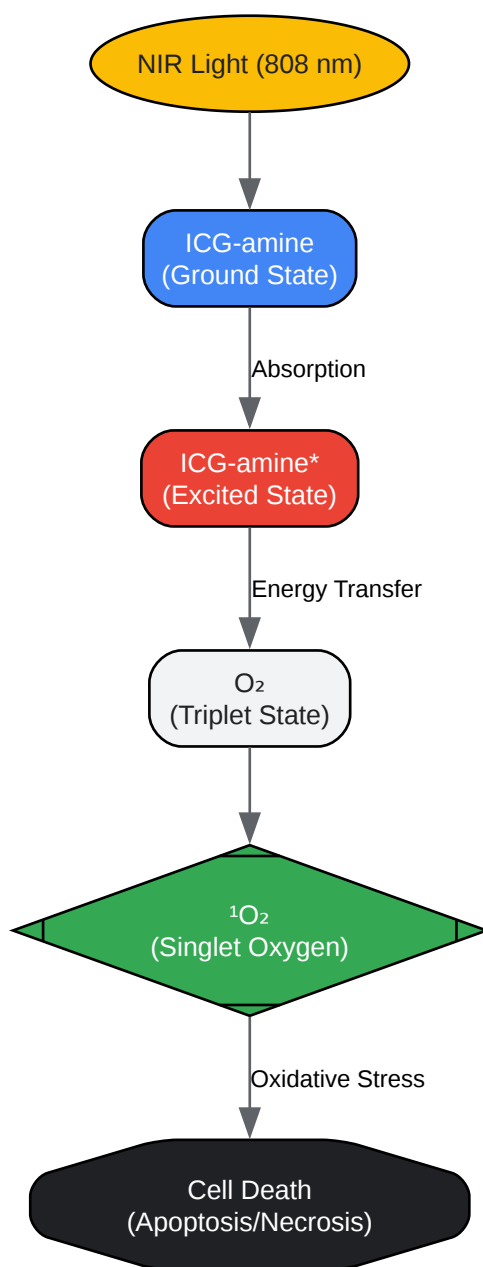 NIR Light (808 nm)
ICG-amine
(Ground State)
Absorption
ICG-amine*
(Excited State)
Energy Transfer
O₂
(Triplet State)
¹O₂
(Singlet Oxygen)
Oxidative Stress
Cell Death
(Apoptosis/Necrosis)